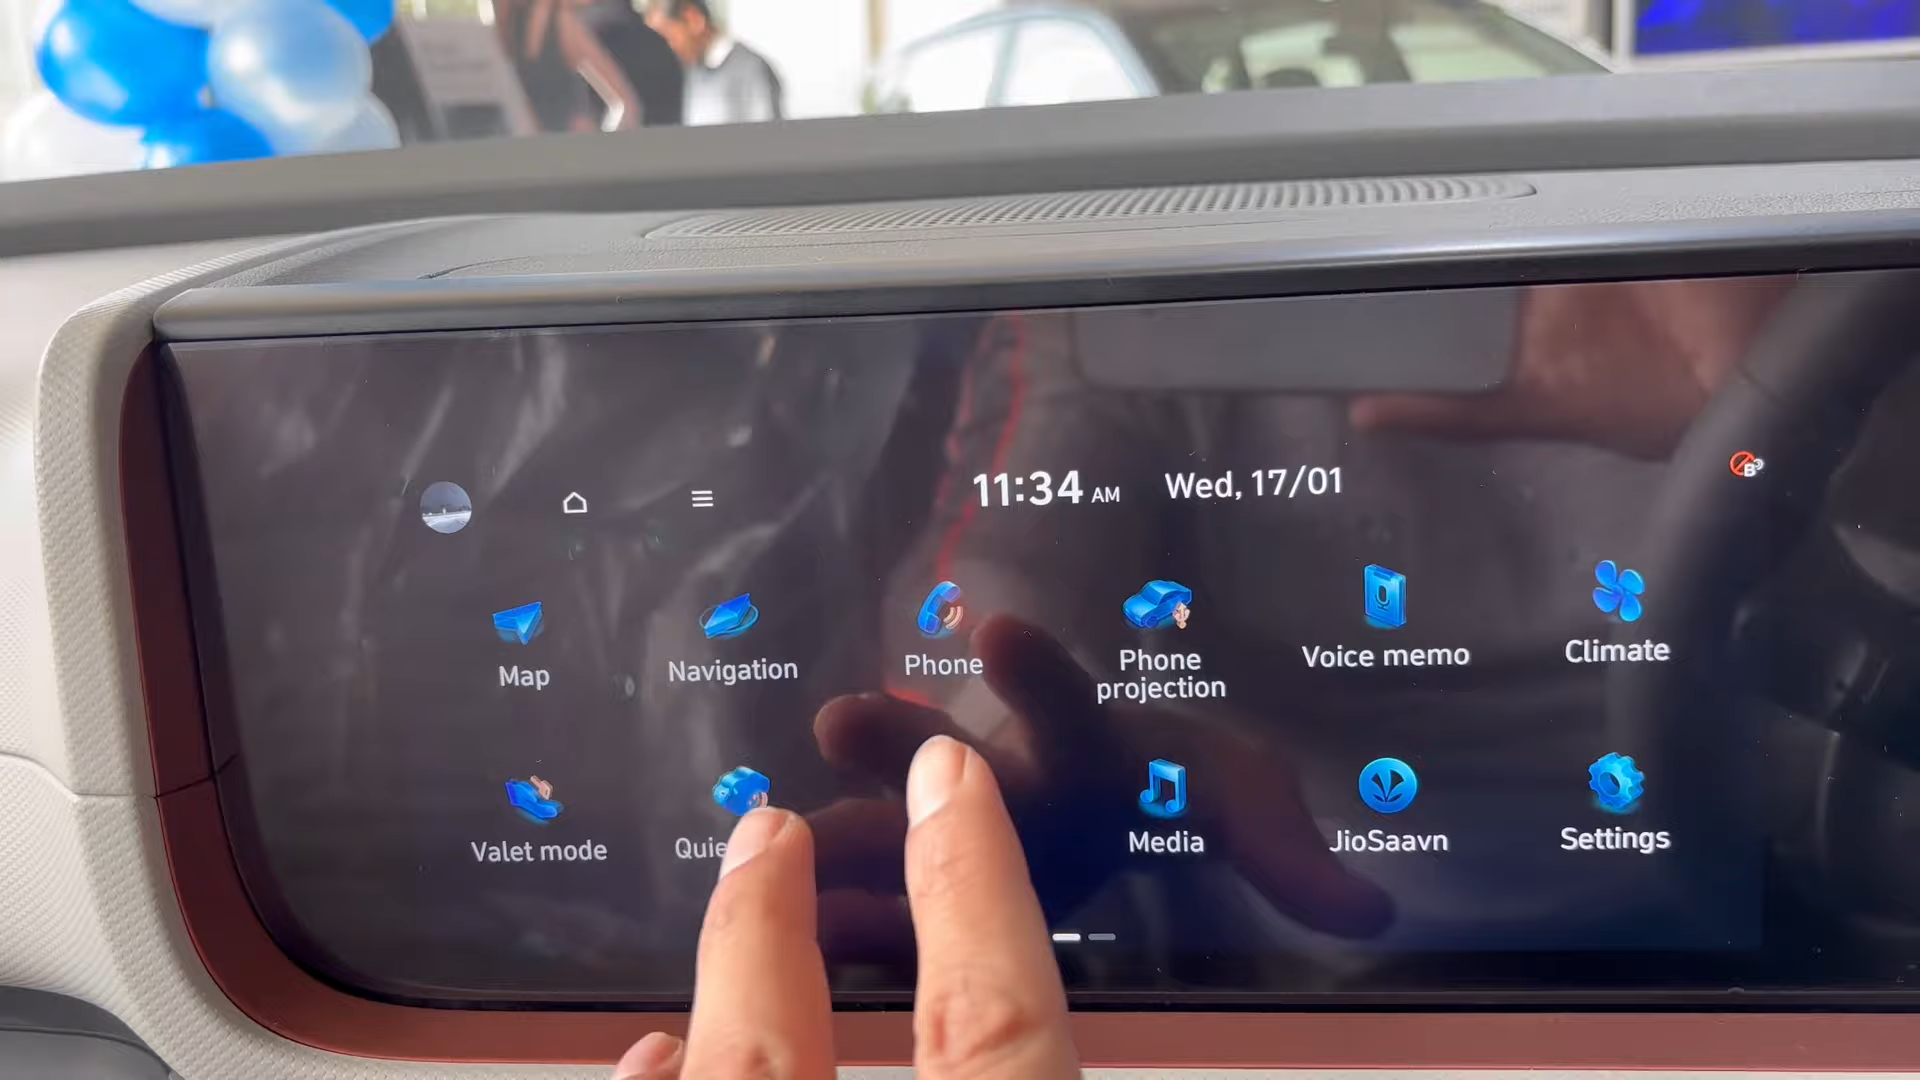 11:34 AM Wed, 17/01
Map
Navigation
Phone
Phone
projection
Voice memo
Climate
Valet mode
Media
JioSaavn
Settings